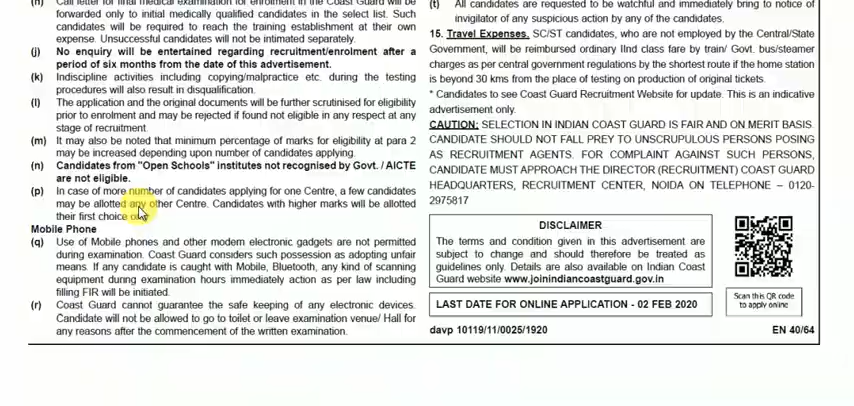 (h) Call letter for final medical examination for enrolment in the Coast Guard will be
forwarded only to initial medically qualified candidates in the select list. Such
candidates will be required to reach the training establishment at their own
expense. Unsuccessful candidates will not be intimated separately.
(j) No enquiry will be entertained regarding recruitment/enrolment after a
period of six months from the date of this advertisement.
(k) Indiscipline activities including copying/malpractice etc. during the testing
procedures will also result in disqualification.
(l) The application and the original documents will be further scrutinised for eligibility
prior to enrolment and may be rejected if found not eligible in any respect at any
stage of recruitment.
(m) It may also be noted that minimum percentage of marks for eligibility at para 2
may be increased depending upon number of candidates applying.
(n) Candidates from "Open Schools" institutes not recognised by Govt. / AICTE
are not eligible.
(p) In case of more number of candidates applying for one Centre, a few candidates
may be allotted any other Centre. Candidates with higher marks will be allotted
their first choice
Mobile Phone
(q) Use of Mobile phones and other modern electronic gadgets are not permitted
during examination. Coast Guard considers such possession as adopting unfair
means. If any candidate is caught with Mobile, Bluetooth, any kind of scanning
equipment during examination hours immediately action as per law including
filling FIR will be initiated.
(r) Coast Guard cannot guarantee the safe keeping of any electronic devices.
Candidate will not be allowed to go to toilet or leave examination venue/ Hall for
any reasons after the commencement of the written examination.
(t) All candidates are requested to be watchful and immediately bring to notice of
invigilator of any suspicious action by any of the candidates.
15. Travel Expenses. SC/ST candidates, who are not employed by the Central/State
Government, will be reimbursed ordinary IInd class fare by train/ Govt. bus/steamer
charges as per central government regulations by the shortest route if the home station
is beyond 30 kms from the place of testing on production of original tickets.
* Candidates to see Coast Guard Recruitment Website for update. This is an indicative
advertisement only.
CAUTION: SELECTION IN INDIAN COAST GUARD IS FAIR AND ON MERIT BASIS.
CANDIDATE SHOULD NOT FALL PREY TO UNSCRUPULOUS PERSONS POSING
AS RECRUITMENT AGENTS. FOR COMPLAINT AGAINST SUCH PERSONS,
CANDIDATE MUST APPROACH THE DIRECTOR (RECRUITMENT) COAST GUARD
HEADQUARTERS, RECRUITMENT CENTER, NOIDA ON TELEPHONE – 0120-
2975817
DISCLAIMER
The terms and condition given in this advertisement are
subject to change and should therefore be treated as
guidelines only. Details are also available on Indian Coast
Guard website www.joinindiancoastguard.gov.in
LAST DATE FOR ONLINE APPLICATION - 02 FEB 2020
Scan this QR code
to apply online
davp 10119/11/0025/1920
EN 40/64